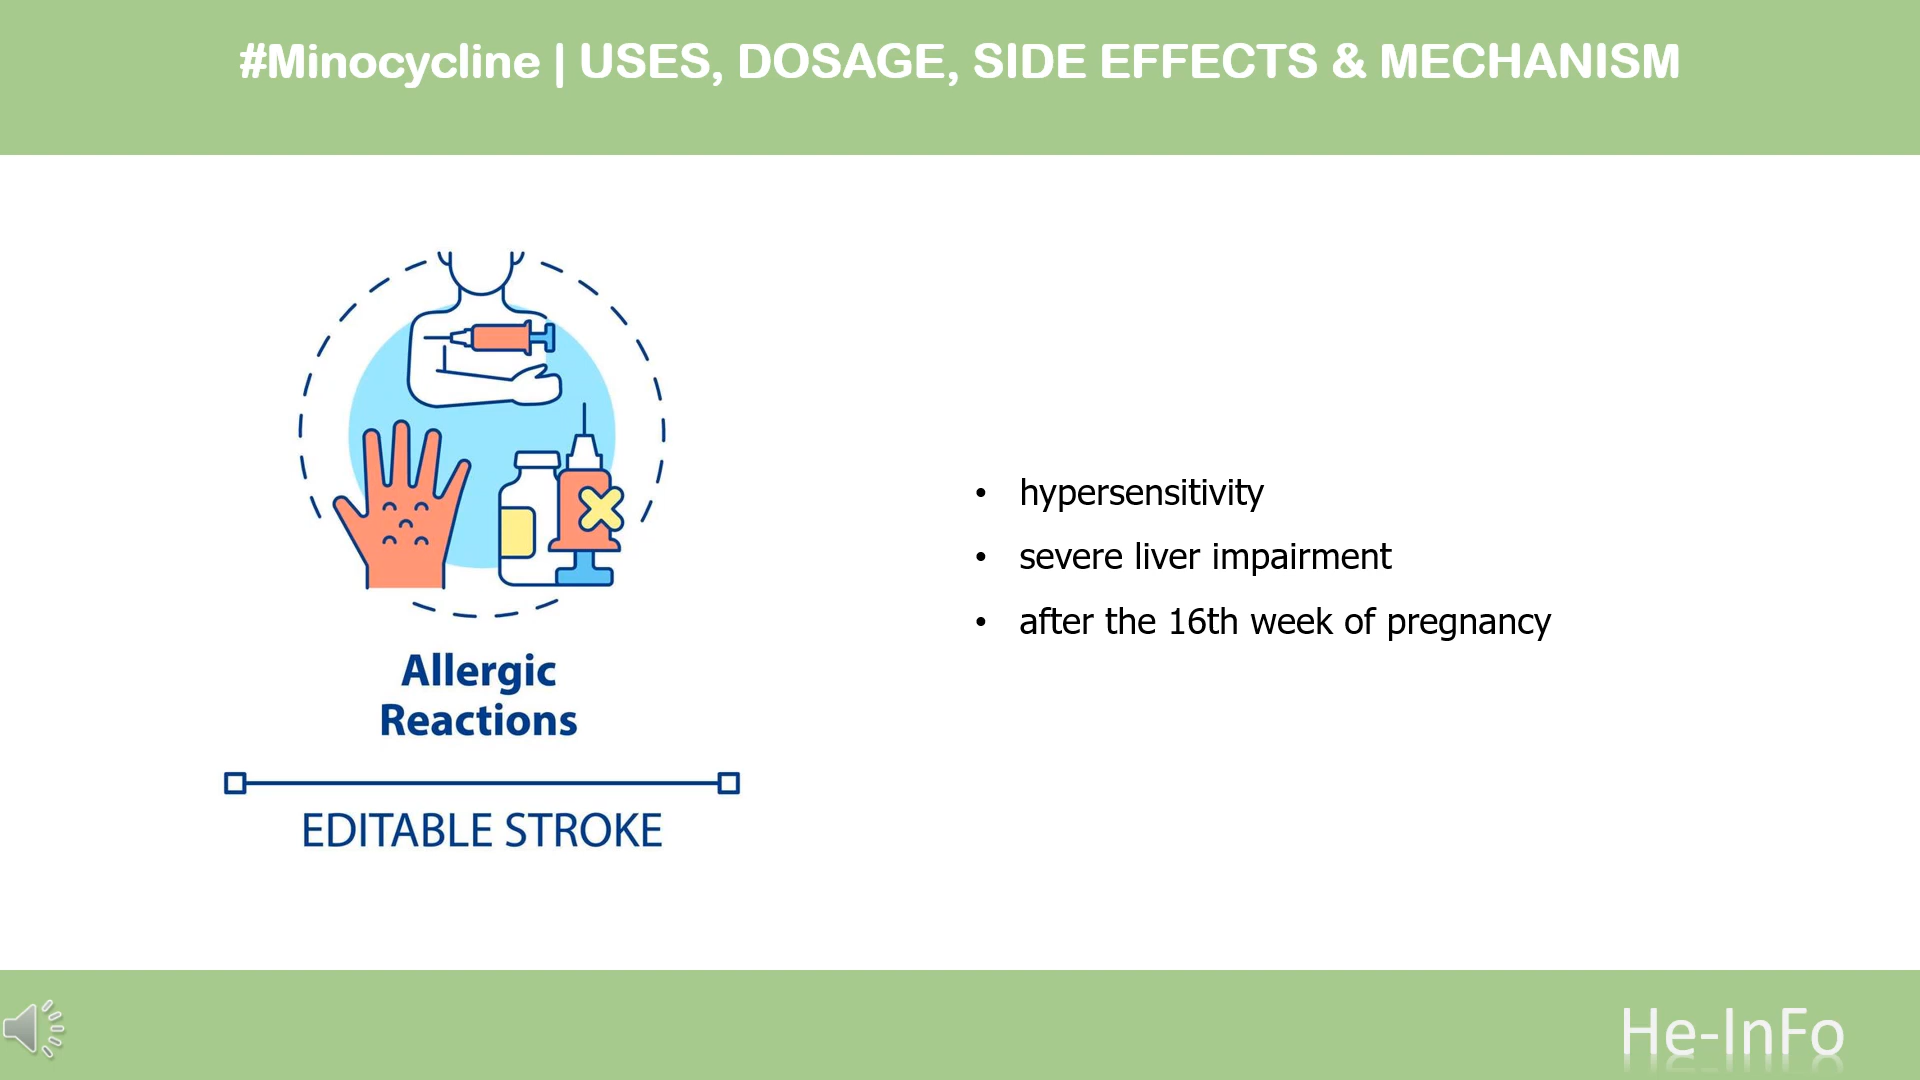 #Minocycline | USES, DOSAGE, SIDE EFFECTS & MECHANISM
Allergic
Reactions
EDITABLE STROKE
• hypersensitivity
• severe liver impairment
• after the 16th week of pregnancy
He-InFo